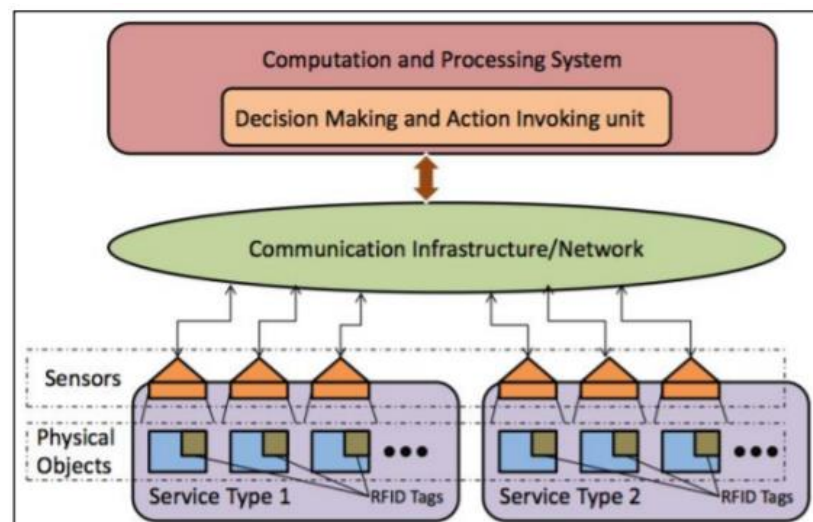 Computation and Processing System
Decision Making and Action Invoking unit
Communication Infrastructure/Network
Sensors
Physical
Objects
Service Type 1
RFID Tags
Service Type 2
RFID Tags